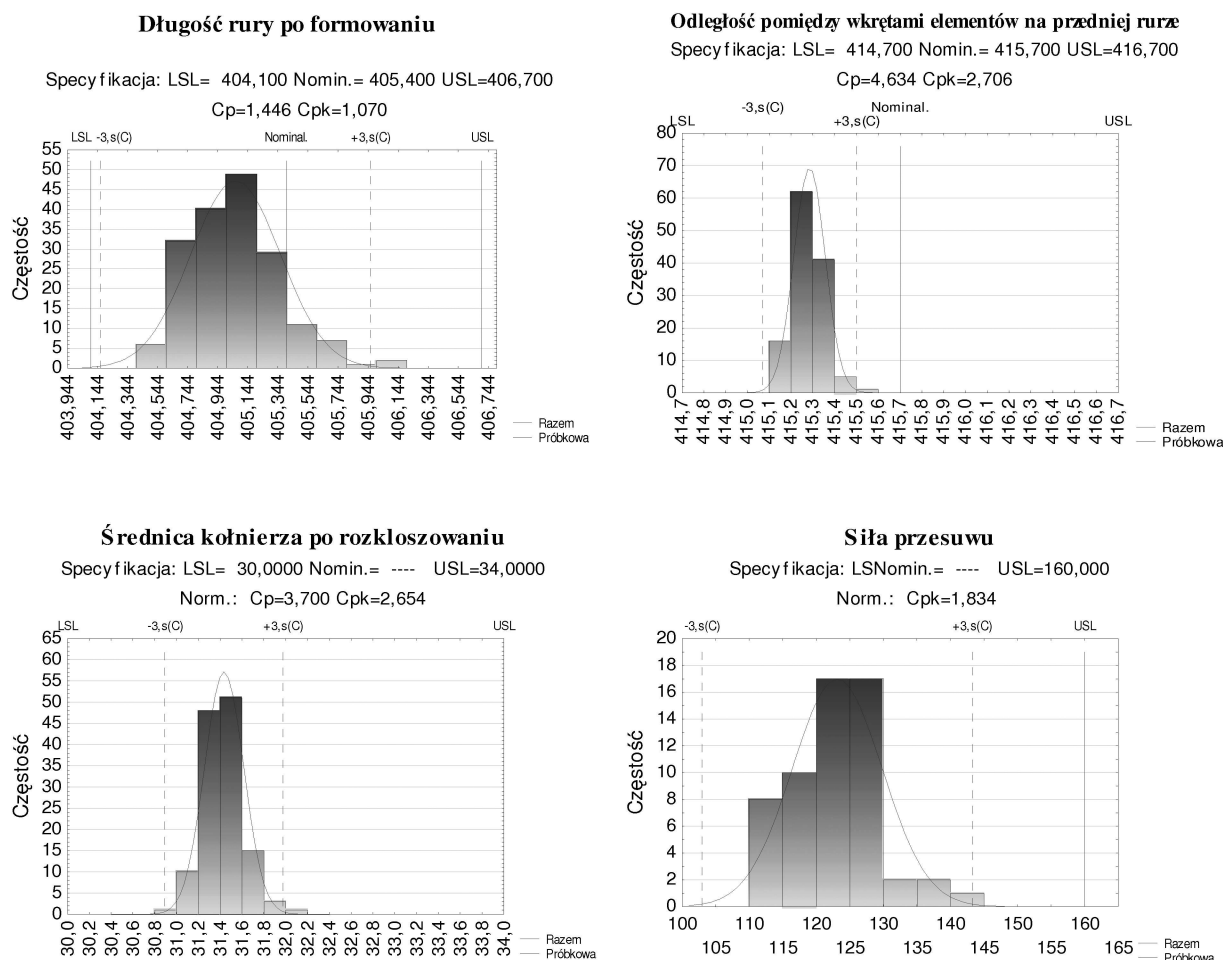 Długość rury po formowaniu
Specyfikacja: LSL= 404,100 Nomin.= 405,400 USL=406,700
Cp=1,446 Cpk=1,070
LSL -3,s(C) Nominal. +3,s(C) USL
55
50
45
40
35
30
25
20
15
10
5
0
Częstość
403,944 404,144 404,344 404,544 404,744 404,944 405,144 405,344 405,544 405,744 405,944 406,144 406,344 406,544 406,744
Razem
Próbkowa
Odległość pomiędzy wkrętami elementów na przedniej rurze
Specyfikacja: LSL= 414,700 Nomin.= 415,700 USL=416,700
Cp=4,634 Cpk=2,706
-3,s(C) Nominal.
LSL +3,s(C) USL
80
70
60
50
40
30
20
10
0
Częstość
414,7 414,8 414,9 415,0 415,1 415,2 415,3 415,4 415,5 415,6 415,7 415,8 415,9 416,0 416,1 416,2 416,3 416,4 416,5 416,6 416,7
Razem
Próbkowa
Średnica kołnierza po rozkloszowaniu
Specyfikacja: LSL= 30,0000 Nomin.= ---- USL=34,0000
Norm.: Cp=3,700 Cpk=2,654
LSL -3,s(C) +3,s(C) USL
65
60
55
50
45
40
35
30
25
20
15
10
5
0
Częstość
30,0 30,2 30,4 30,6 30,8 31,0 31,2 31,4 31,6 31,8 32,0 32,2 32,4 32,6 32,8 33,0 33,2 33,4 33,6 33,8 34,0
Razem
Próbkowa
Siła przesuwu
Specyfikacja: LSNomin.= ---- USL=160,000
Norm.: Cpk=1,834
-3,s(C) +3,s(C) USL
20
18
16
14
12
10
8
6
4
2
0
Częstość
100 110 120 130 140 150 160
105 115 125 135 145 155 165
Razem
Próbkowa